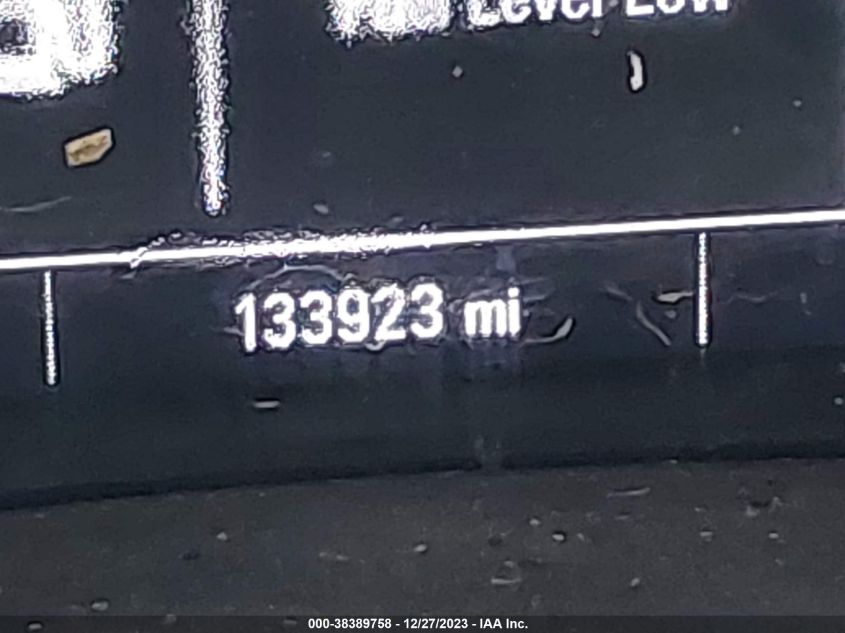 Level Low
133923 mi
000-38389758 - 12/27/2023 - IAA Inc.